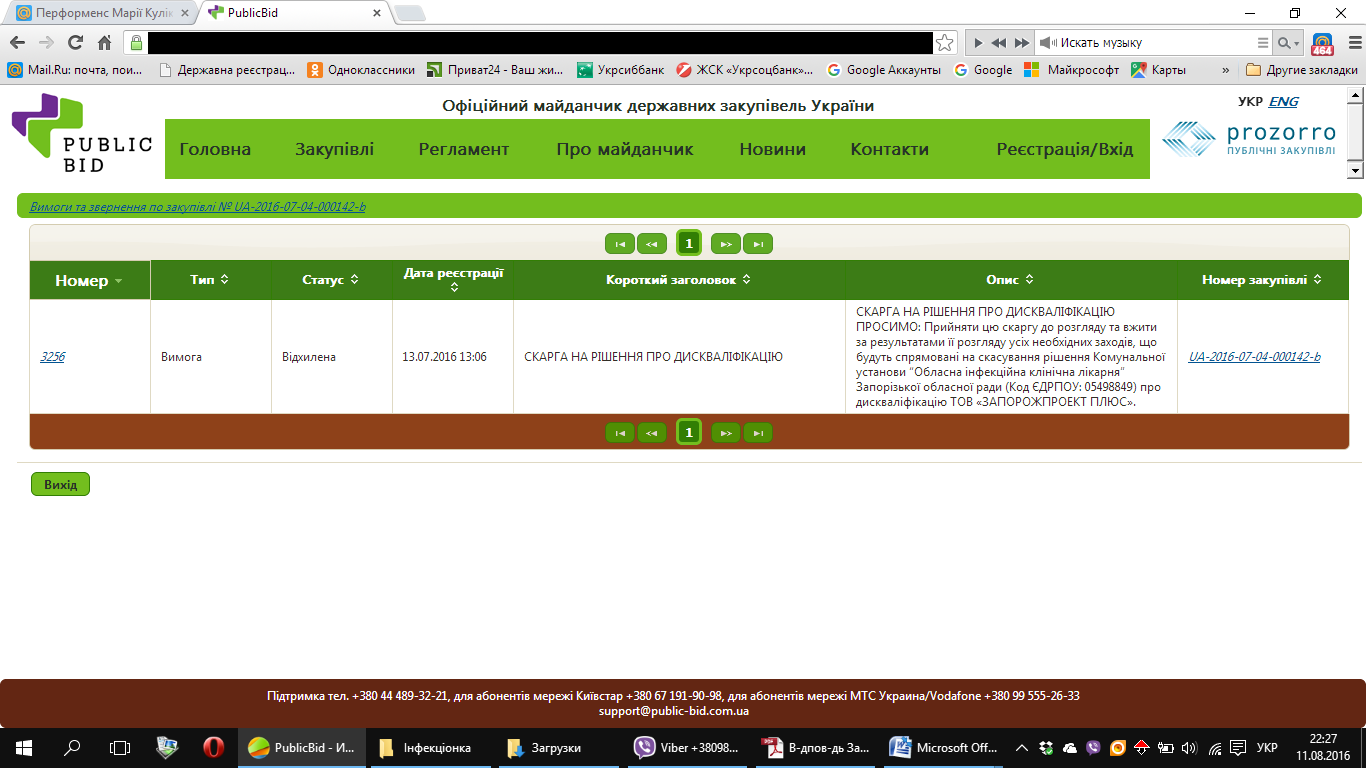 Перформенс Марії Кулік
PublicBid
Искать музыку
464
Mail.Ru: почта, пои...
Державна реєстрац...
Одноклассники
Приват24 - Ваш жи...
Укрсиббанк
ЖСК «Укрсоцбанк»...
Google Аккаунты
Google
Майкрософт
Карты
»
Другие закладки
Офіційний майданчик державних закупівель України
УКР ENG
PUBLIC
BID
Головна
Закупівлі
Регламент
Про майданчик
Новини
Контакти
Реєстрація/Вхід
prozorro
ПУБЛІЧНІ ЗАКУПІВЛІ
Вимоги та звернення по закупівлі № UA-2016-07-04-000142-b
1
Номер
Тип
Статус
Дата реєстрації
Короткий заголовок
Опис
Номер закупівлі
3256
Вимога
Відхилена
13.07.2016 13:06
СКАРГА НА РІШЕННЯ ПРО ДИСКВАЛІФІКАЦІЮ
СКАРГА НА РІШЕННЯ ПРО ДИСКВАЛІФІКАЦІЮ
ПРОСИМО: Прийняти цю скаргу до розгляду та вжити
за результатами її розгляду усіх необхідних заходів, що
будуть спрямовані на скасування рішення Комунальної
установи "Обласна інфекційна клінічна лікарня"
Запорізької обласної ради (Код ЄДРПОУ: 05498849) про
дискваліфікацію ТОВ «ЗАПОРОЖПРОЕКТ ПЛЮС».
UA-2016-07-04-000142-b
1
Вихід
Підтримка тел. +380 44 489-32-21, для абонентів мережі Київстар +380 67 191-90-98, для абонентів мережі МТС Украина/Vodafone +380 99 555-26-33
support@public-bid.com.ua
PublicBid - И...
Інфекціонка
Загрузки
Viber +38098...
В-дпов-дь За...
Microsoft Off...
УКР
22:27
11.08.2016